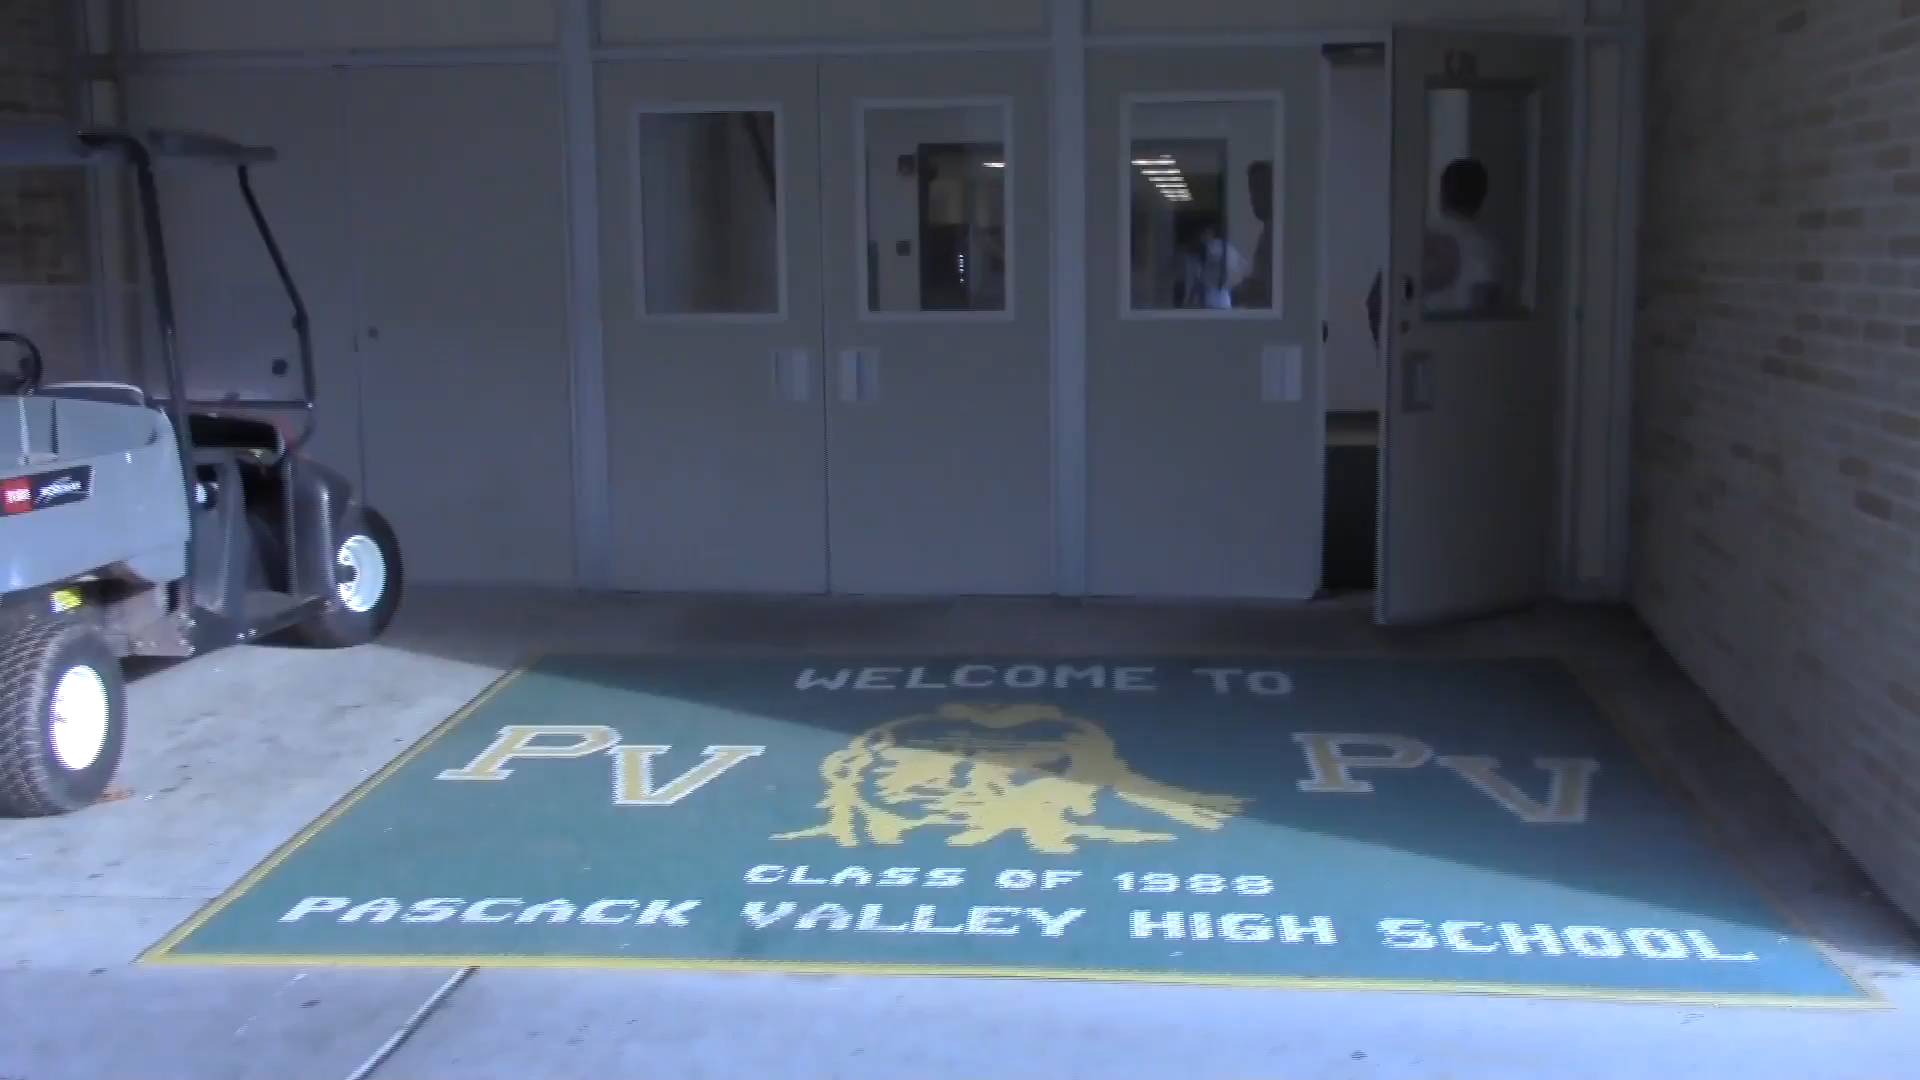 WELCOME TO
PV
PV
CLASS OF 1988
PASCACK VALLEY HIGH SCHOOL